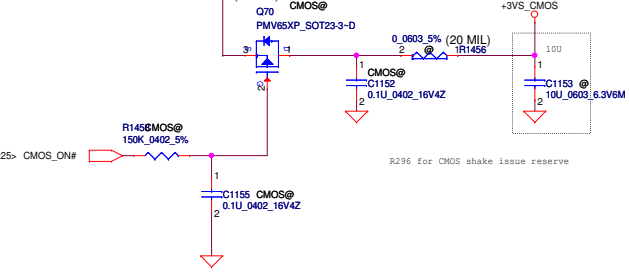 CMOS@
Q70
PMV65XP_SOT23-3~D
+3VS_CMOS
3
1
2
0_0603_5% (20 MIL)
2
@
1
R1456
10U
1
CMOS@
C1152
0.1U_0402_16V4Z
2
1
C1153 @
10U_0603_6.3V6M
2
CMOS@
150K_0402_5%
25> CMOS_ON#
R296 for CMOS shake issue reserve
1
C1155 CMOS@
0.1U_0402_16V4Z
2